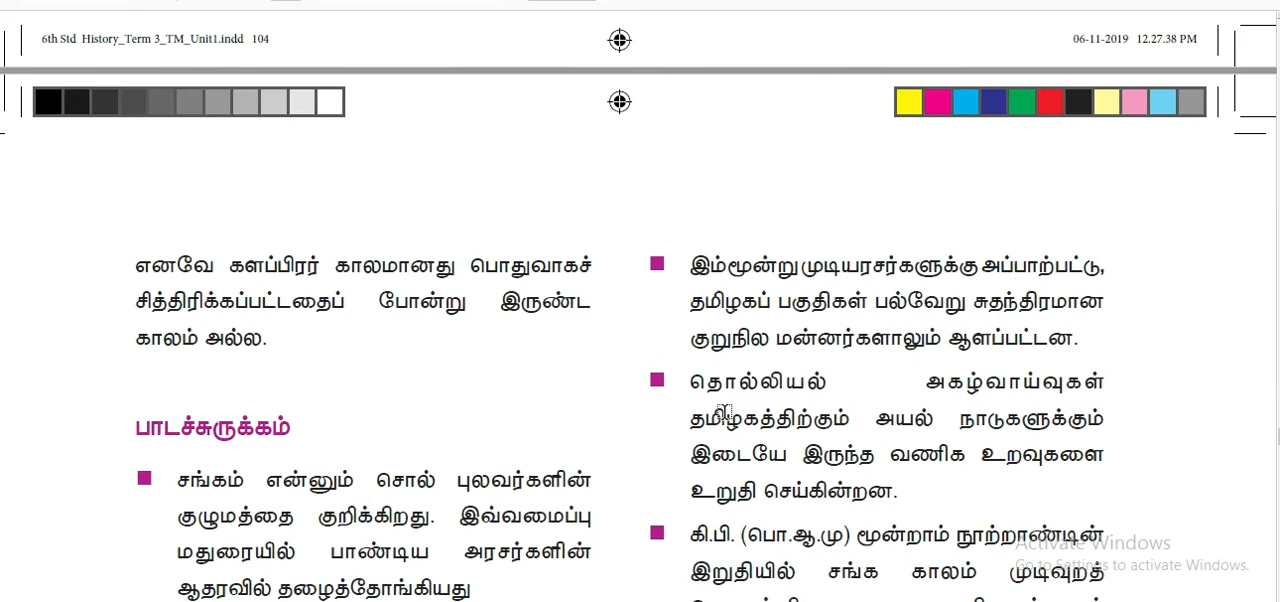 6th Std History_Term 3_TM_Unit1.indd 104
06-11-2019 12.27.38 PM
எனவே களப்பிரர் காலமானது பொதுவாகச்
சித்திரிக்கப்பட்டதைப் போன்று இருண்ட
காலம் அல்ல.
பாடச்சுருக்கம்
சங்கம் என்னும் சொல் புலவர்களின்
குழுமத்தை குறிக்கிறது. இவ்வமைப்பு
மதுரையில் பாண்டிய அரசர்களின்
ஆதரவில் தழைத்தோங்கியது
இம்மூன்று முடியரசர்களுக்கு அப்பாற்பட்டு,
தமிழகப் பகுதிகள் பல்வேறு சுதந்திரமான
குறுநில மன்னர்களாலும் ஆளப்பட்டன.
தொல்லியல் அகழ்வாய்வுகள்
தமிழகத்திற்கும் அயல் நாடுகளுக்கும்
இடையே இருந்த வணிக உறவுகளை
உறுதி செய்கின்றன.
கி.பி. (பொ.ஆ.மு) மூன்றாம் நூற்றாண்டின்
இறுதியில் சங்க காலம் முடிவுறத்
Activate Windows
Go to Settings to activate Windows.